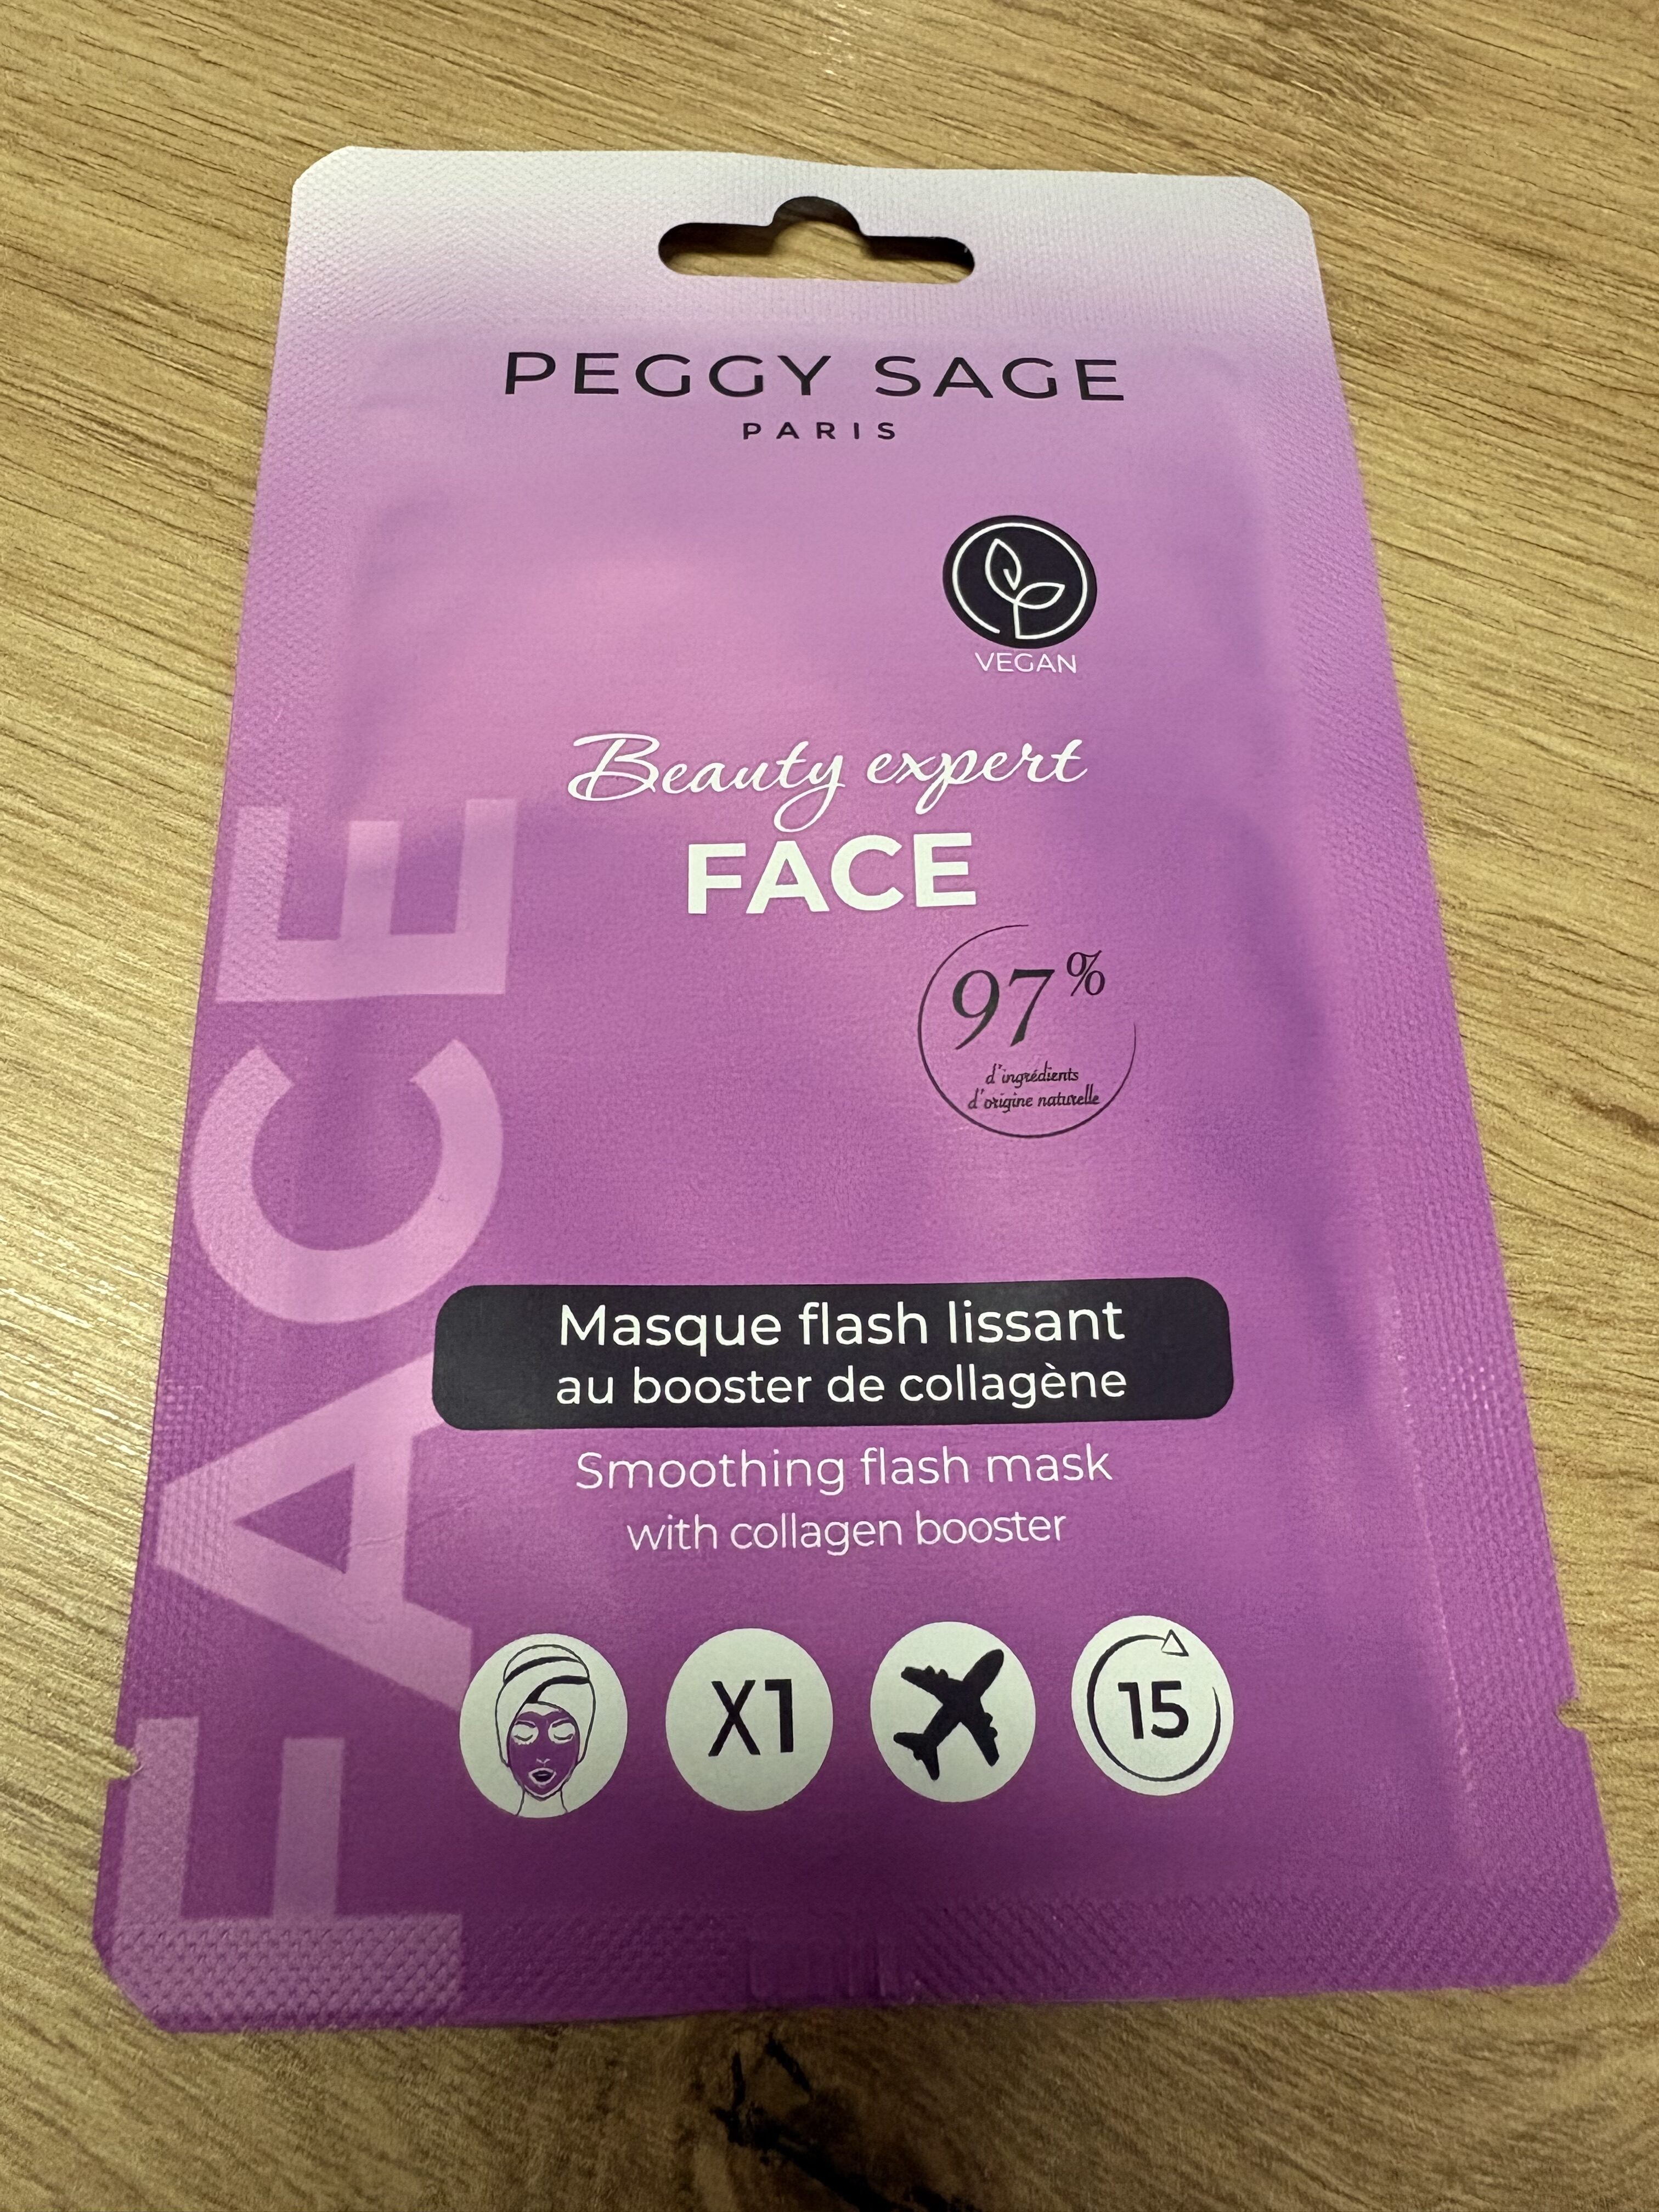 PEGGY SAGE
PARIS
VEGAN
Beauty expert
FACE
FACE
97%
d'ingrédients
d'origine naturelle
Masque flash lissant
au booster de collagène
Smoothing flash mask
with collagen booster
X1
15